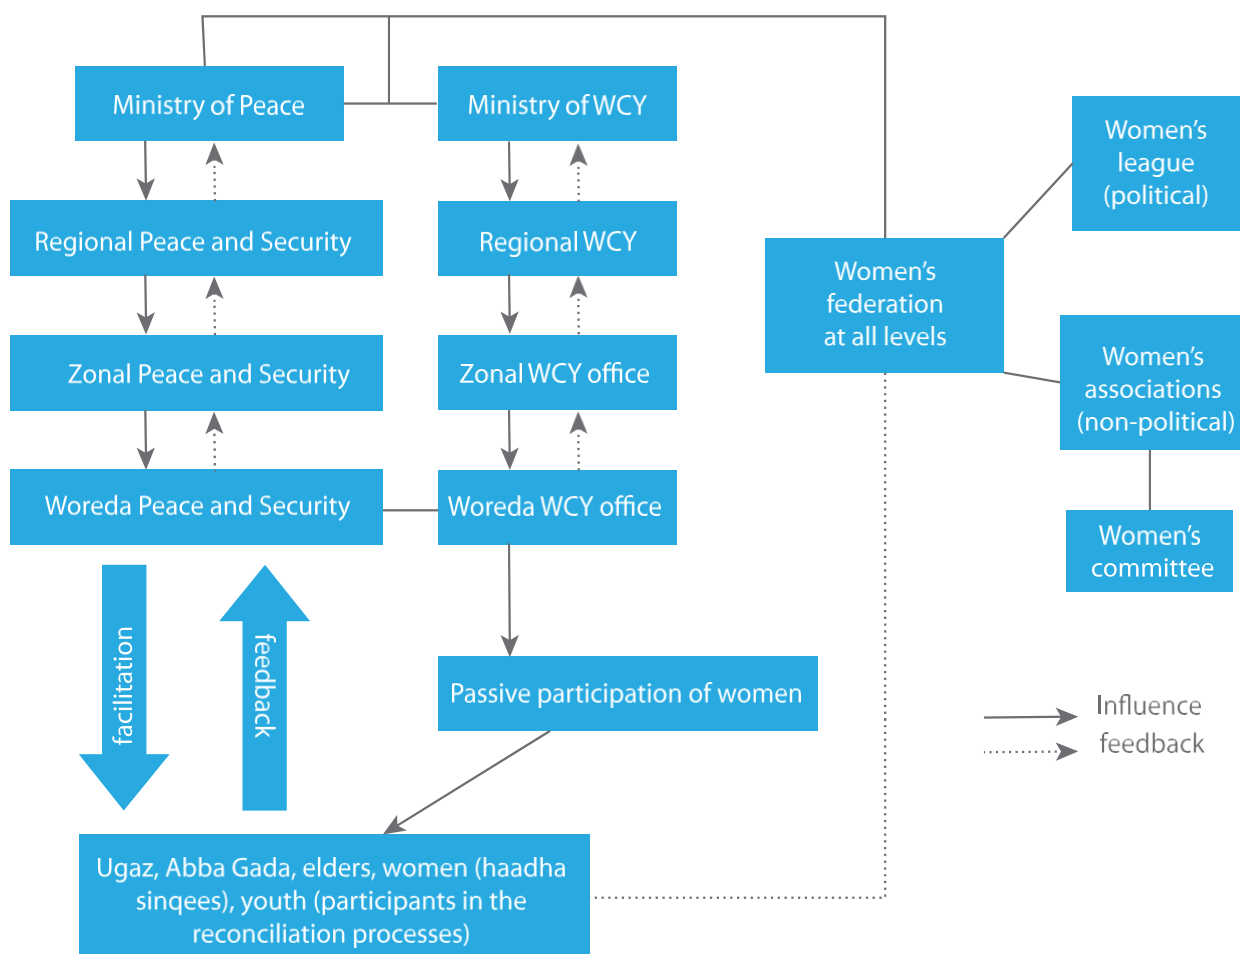 Ministry of Peace
Ministry of WCY
Women's
league
(political)
Regional Peace and Security
Regional WCY
Women's
federation
at all levels
Zonal Peace and Security
Zonal WCY office
Women's
associations
(non-political)
Woreda Peace and Security
Woreda WCY office
Women's
committee
facilitation
feedback
Passive participation of women
Influence
feedback
Ugaz, Abba Gada, elders, women (haadha
sinqees), youth (participants in the
reconciliation processes)